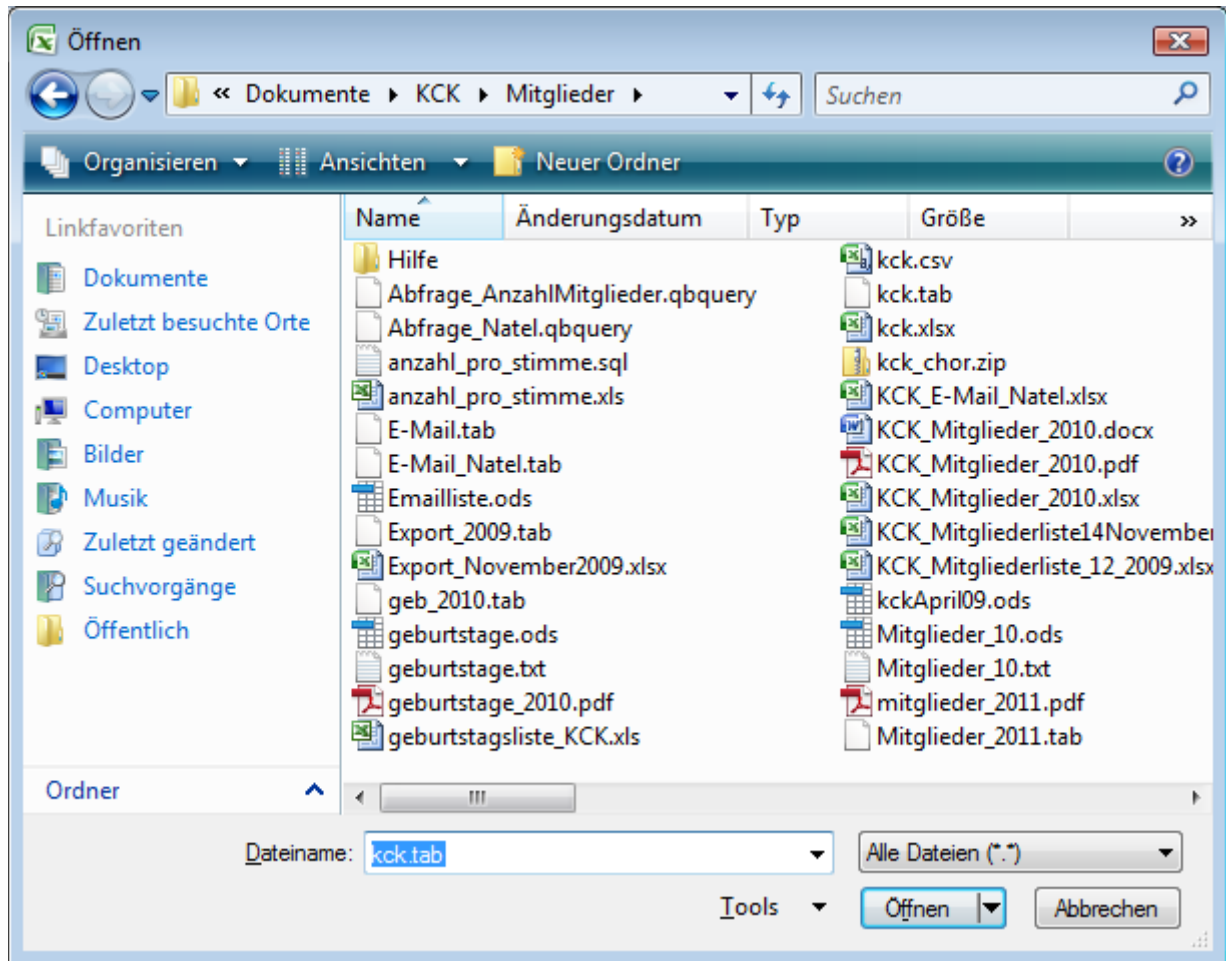 Öffnen
« Dokumente KCK Mitglieder
Suchen
Organisieren Ansichten Neuer Ordner
Linkfavoriten
Dokumente
Zuletzt besuchte Orte
Desktop
Computer
Bilder
Musik
Zuletzt geändert
Suchvorgänge
Öffentlich
Ordner
Name Änderungsdatum Typ Größe »
Hilfe
Abfrage_AnzahlMitglieder.qbquery
Abfrage_Natel.qbquery
anzahl_pro_stimme.sql
anzahl_pro_stimme.xls
E-Mail.tab
E-Mail_Natel.tab
Emailliste.ods
Export_2009.tab
Export_November2009.xlsx
geb_2010.tab
geburtstage.ods
geburtstage.txt
geburtstage_2010.pdf
geburtstagsliste_KCK.xls
kck.csv
kck.tab
kck.xlsx
kck_chor.zip
KCK_E-Mail_Natel.xlsx
KCK_Mitglieder_2010.docx
KCK_Mitglieder_2010.pdf
KCK_Mitglieder_2010.xlsx
KCK_Mitgliederliste14November
KCK_Mitgliederliste_12_2009.xlsx
kckApril09.ods
Mitglieder_10.ods
Mitglieder_10.txt
mitglieder_2011.pdf
Mitglieder_2011.tab
Dateiname: kck.tab Alle Dateien (*.*)
Tools Öffnen Abbrechen